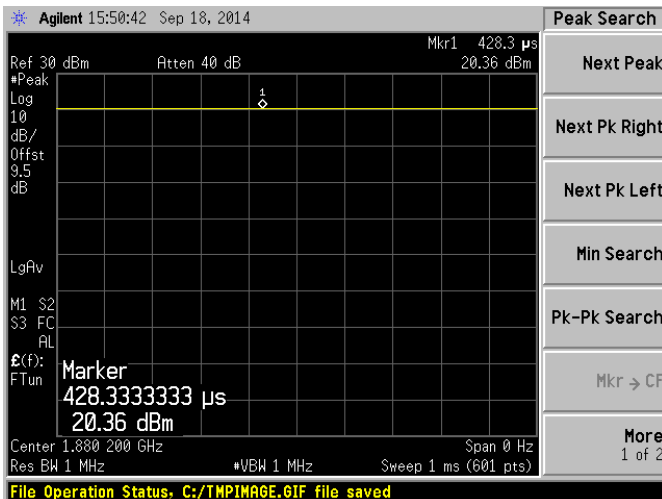 Agilent 15:50:42 Sep 18, 2014
Peak Search
Mkr1 428.3 µs
Ref 30 dBm Atten 40 dB 20.36 dBm
#Peak
Log
10
dB/
Offst
9.5
dB
1
LgAv
M1 S2
S3 FC
AL
£(f):
FTun
Marker
428.3333333 µs
20.36 dBm
Center 1.880 200 GHz Span 0 Hz
Res BW 1 MHz #VBW 1 MHz Sweep 1 ms (601 pts)
File Operation Status, C:/TMPIMAGE.GIF file saved
Next Peak
Next Pk Right
Next Pk Left
Min Search
Pk-Pk Search
Mkr → CF
More
1 of 2